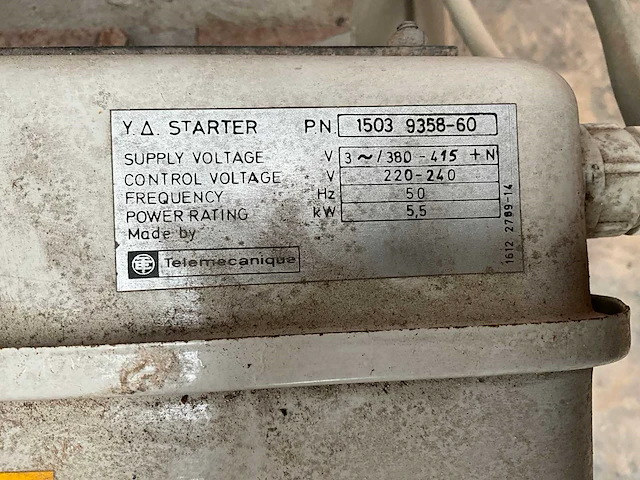 Y. Δ. STARTER P.N. 1503 9358-60
SUPPLY VOLTAGE V 3~/380-415 +N
CONTROL VOLTAGE V 220-240
FREQUENCY Hz 50
POWER RATING kW 5,5
Made by
Telemecanique
1612 2789-14